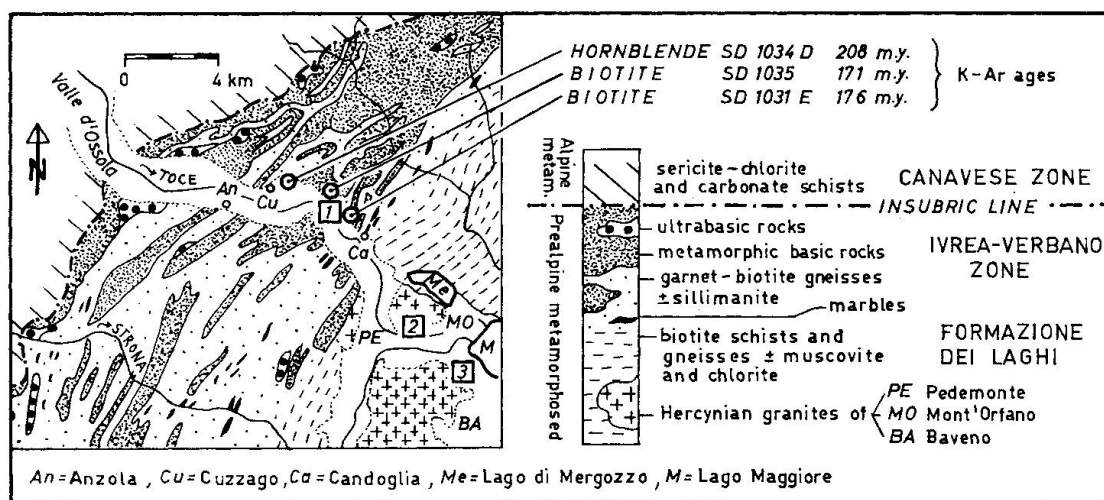 0 4 km
N
Valle d'Ossola
→TOCE
An
Cu
1
P
Ca
Me
MO
2
PE
M
3
→STRONA
BA
HORNBLENDE SD 1034 D 208 m.y.
BIOTITE SD 1035 171 m.y.
BIOTITE SD 1031 E 176 m.y.
K-Ar ages
Alpine metam.
Prealpine metamorphosed
sericite-chlorite
and carbonate schists
CANAVESE ZONE
INSUBRIC LINE
ultrabasic rocks
metamorphic basic rocks
IVREA-VERBANO
ZONE
garnet-biotite gneisses
±sillimanite
marbles
biotite schists and
gneisses ± muscovite
and chlorite
FORMAZIONE
DEI LAGHI
Hercynian granites of
PE Pedemonte
MO Mont'Orfano
BA Baveno
An=Anzola , Cu=Cuzzago, Ca=Candoglia , Me=Lago di Mergozzo , M=Lago Maggiore